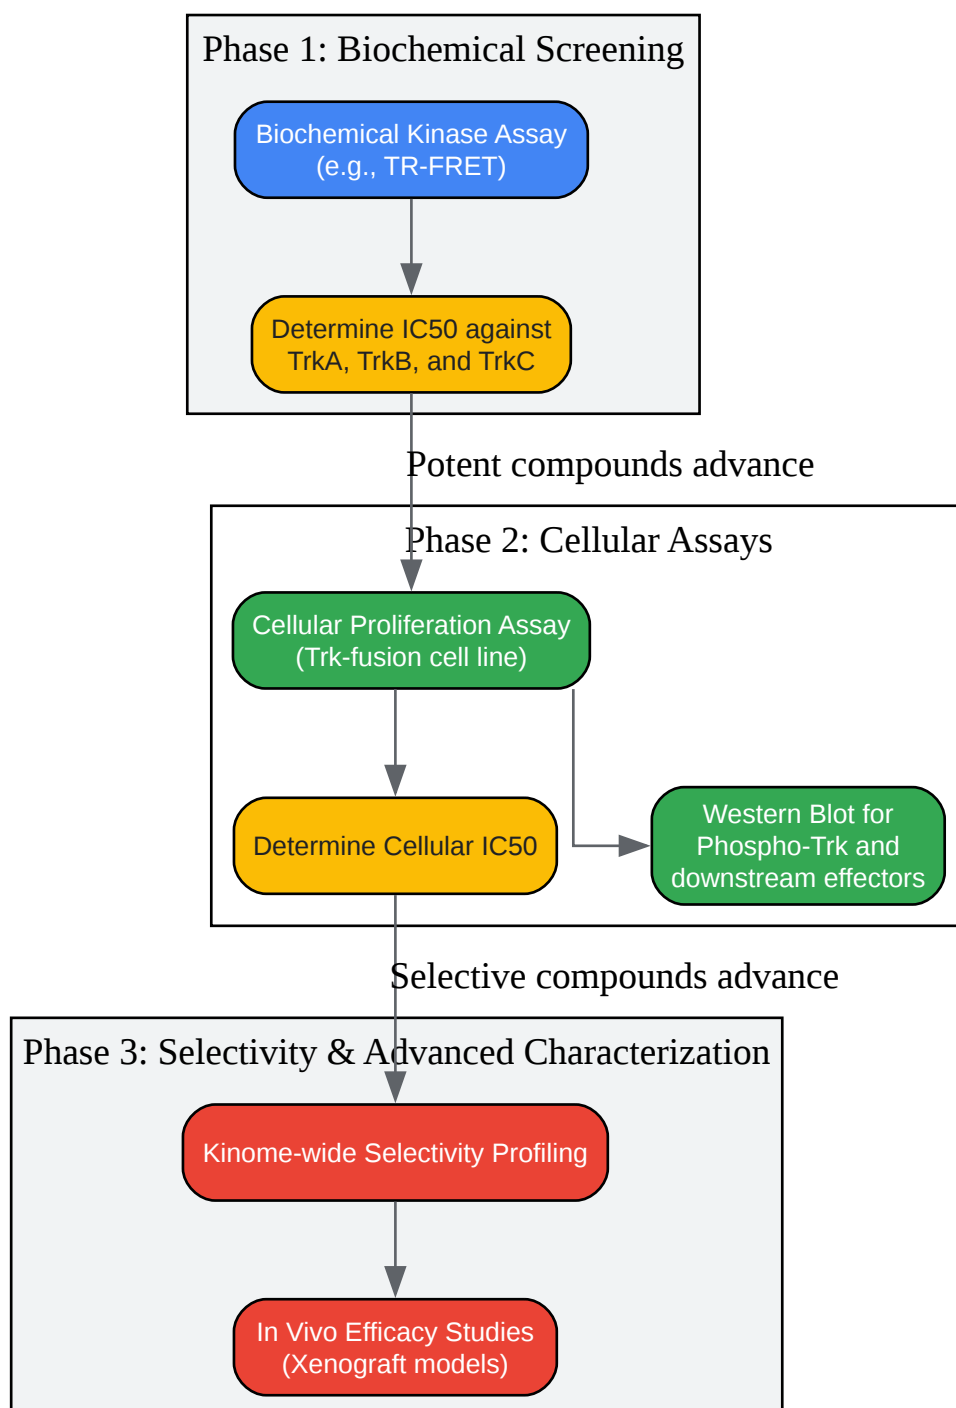 Phase 1: Biochemical Screening
Biochemical Kinase Assay
(e.g., TR-FRET)
Determine IC50 against
TrkA, TrkB, and TrkC
Potent compounds advance
Phase 2: Cellular Assays
Cellular Proliferation Assay
(Trk-fusion cell line)
Determine Cellular IC50
Western Blot for
Phospho-Trk and
downstream effectors
Selective compounds advance
Phase 3: Selectivity & Advanced Characterization
Kinome-wide Selectivity Profiling
In Vivo Efficacy Studies
(Xenograft models)